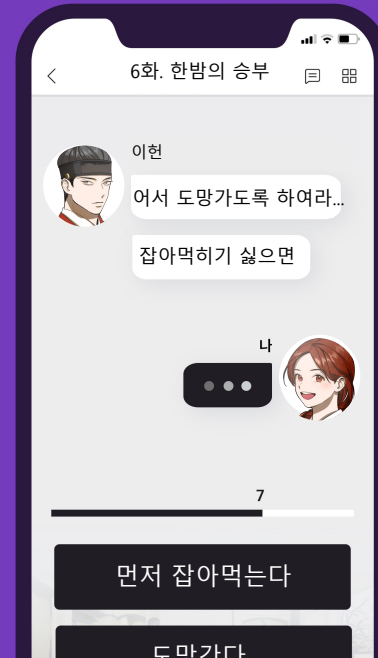 6화. 한밤의 승부
이헌
어서 도망가도록 하여라...
잡아먹히기 싫으면
나
7
먼저 잡아먹는다
도망간다